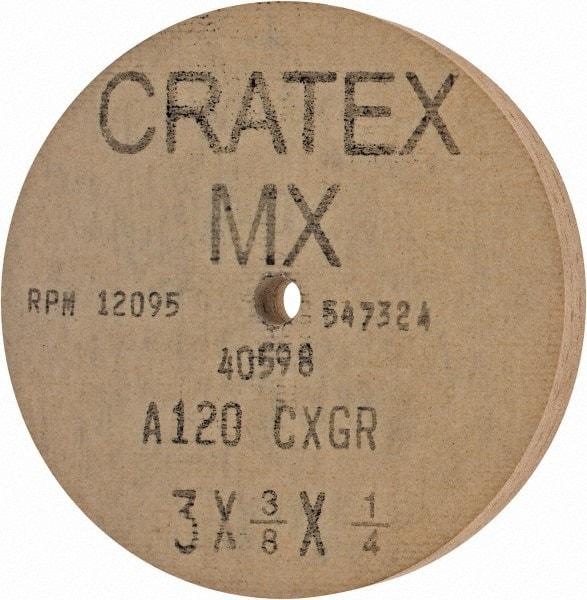 CRATEX
MX
RPM 12095 547324
40598
A120 CXGR
3 X 3/8 X 1/4